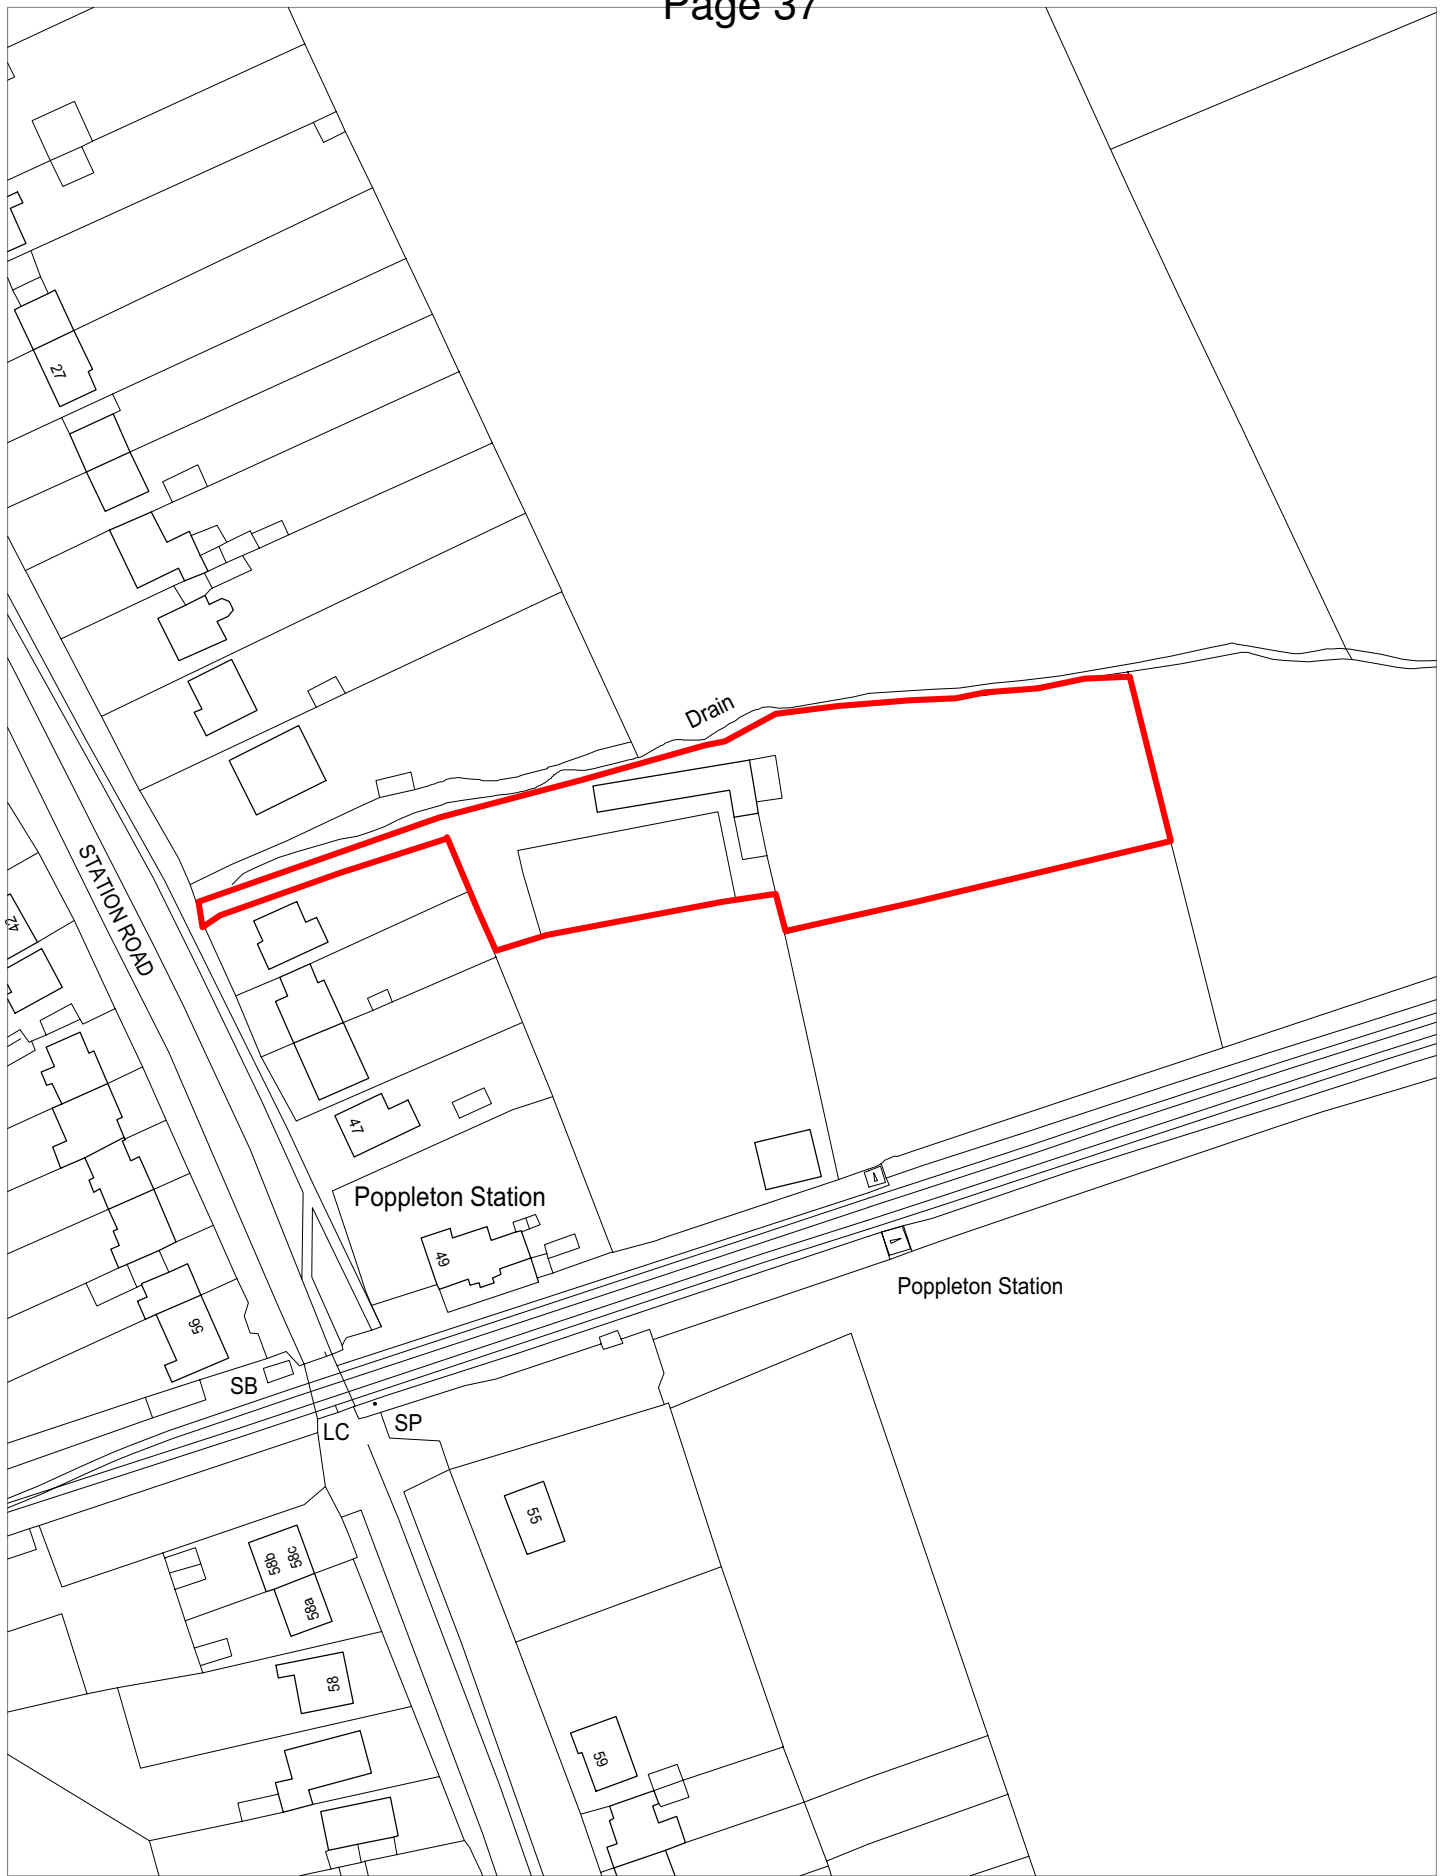 Page 37
27
Drain
STATION ROAD
42
47
Poppleton Station
49
Poppleton Station
56
SB
LC
SP
55
58b
58c
58a
58
59